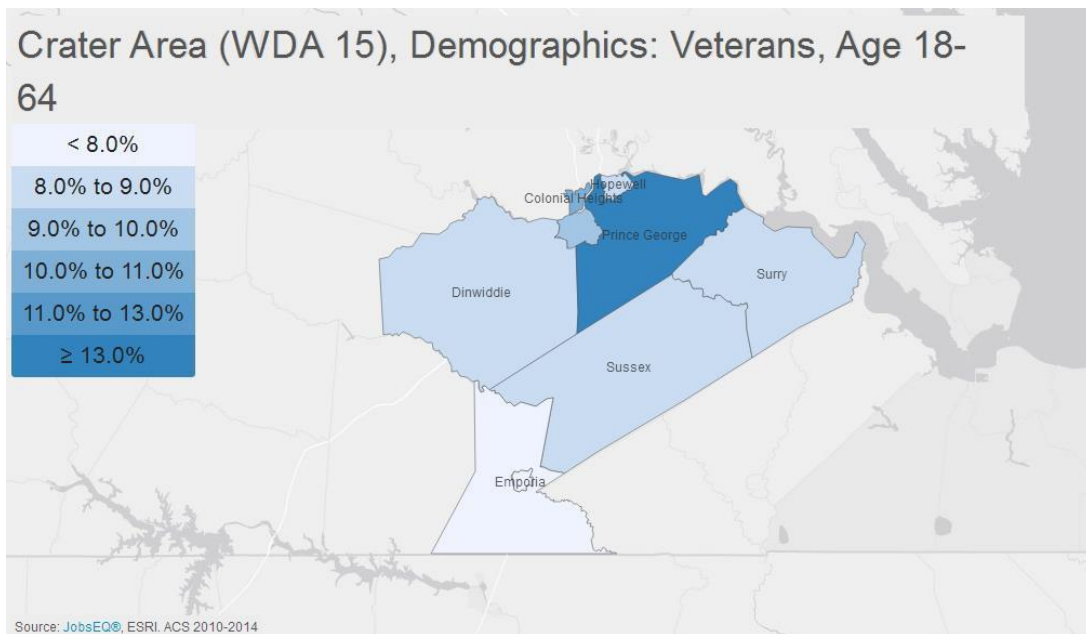 Crater Area (WDA 15), Demographics: Veterans, Age 18-
64
< 8.0%
8.0% to 9.0%
9.0% to 10.0%
10.0% to 11.0%
11.0% to 13.0%
≥ 13.0%
Hopewell
Colonial Heights
Prince George
Surry
Dinwiddie
Sussex
Emporia
Source: JobsEQ®, ESRI. ACS 2010-2014